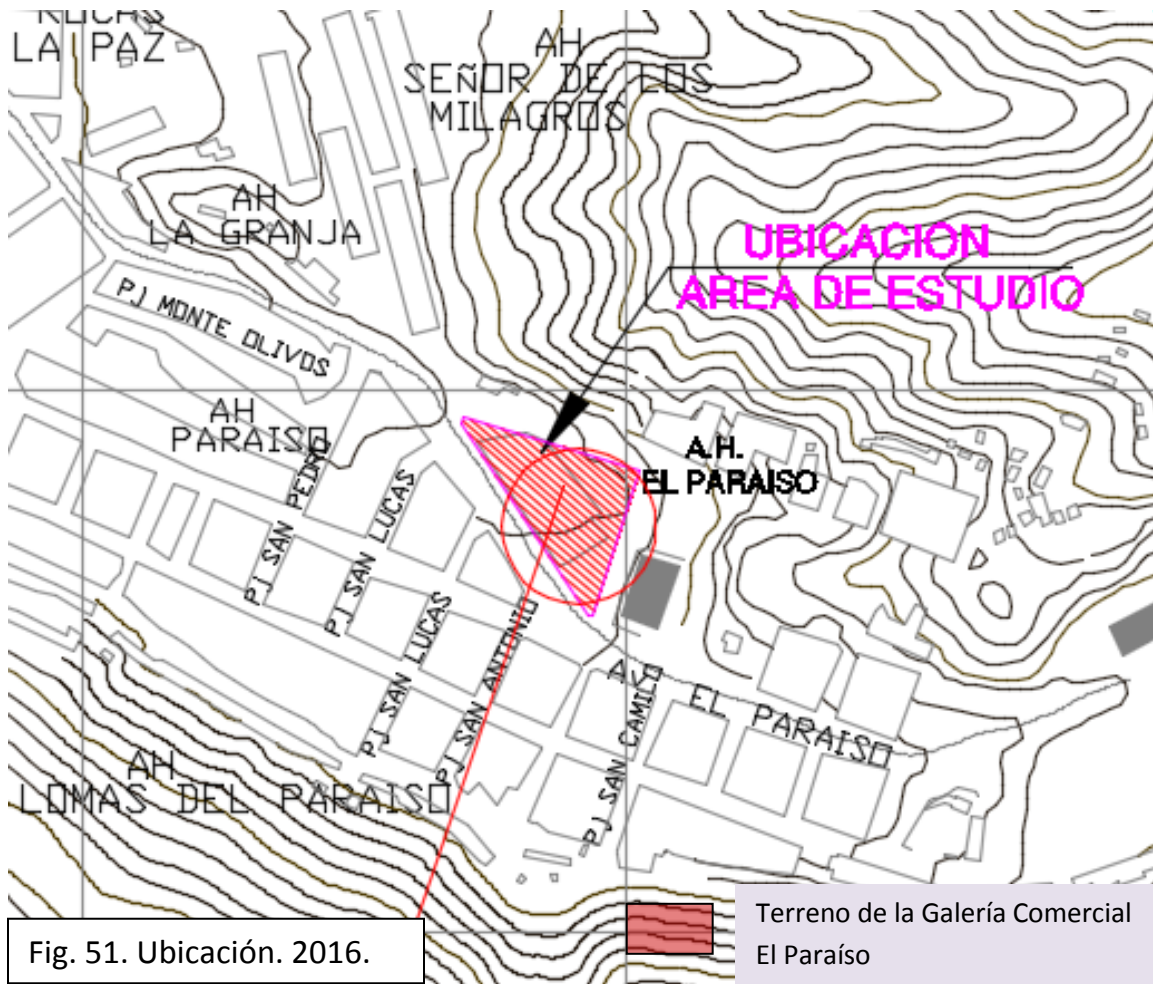 ROCAS
LA PAZ
AH
SEÑOR DE LOS
MILAGROS
AH
LA GRANJA
UBICACION
AREA DE ESTUDIO
PJ MONTE OLIVOS
AH
PARAISO
A.H.
EL PARAISO
PJ SAN PEDRO
PJ SAN LUCAS
PJ SAN LUCAS
PJ SAN ANTONIO
PJ SAN CAMILO
AV. EL PARAISO
AH
LOMAS DEL PARAISO
Fig. 51. Ubicación. 2016.
Terreno de la Galería Comercial
El Paraíso